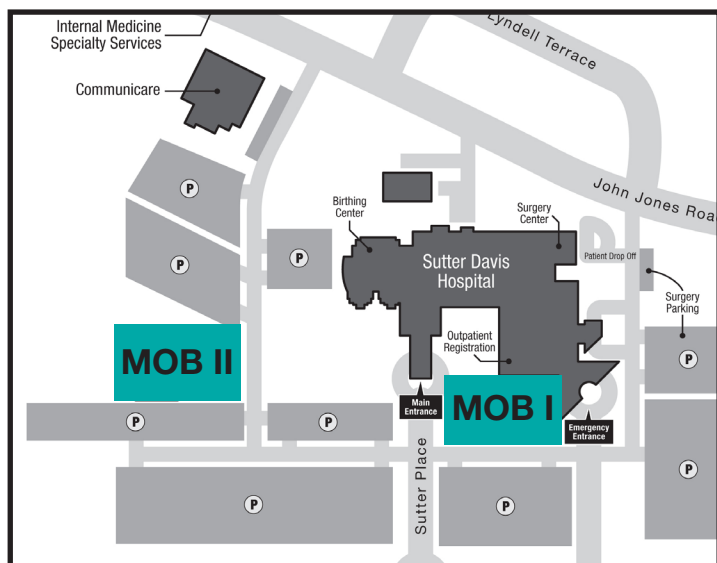 Internal Medicine
Specialty Services
Lyndell Terrace
Communicare
P
John Jones Road
Birthing
Center
Surgery
Center
P
P
P
Sutter Davis
Hospital
Patient Drop Off
Surgery
Parking
Outpatient
Registration
MOB II
P
Main
Entrance
MOB I
P
P
Emergency
Entrance
P
Sutter Place
P
P